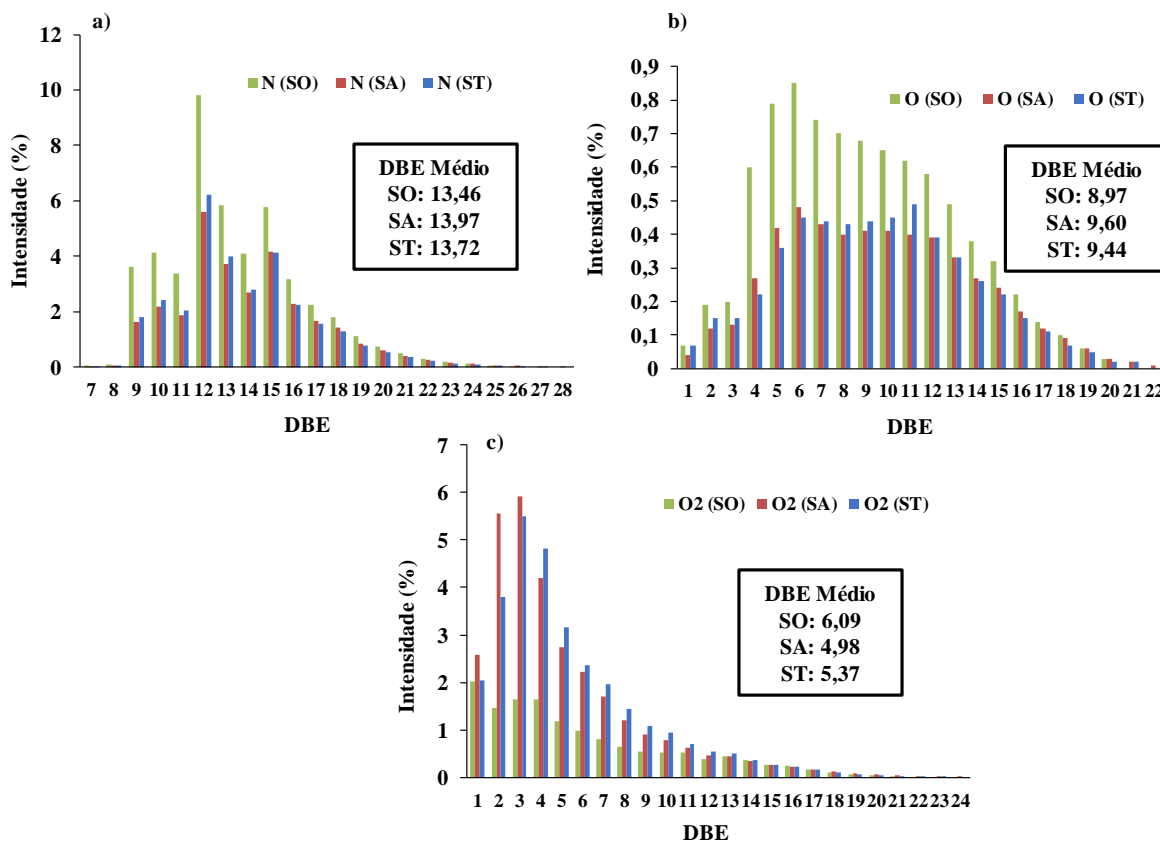 a)
12
10
8
6
4
2
0
Intensidade (%)
N (SO) N (SA) N (ST)
DBE Médio
SO: 13,46
SA: 13,97
ST: 13,72
7 8 9 10 11 12 13 14 15 16 17 18 19 20 21 22 23 24 25 26 27 28
DBE
b)
0,9
0,8
0,7
0,6
0,5
0,4
0,3
0,2
0,1
0
Intensidade (%)
O (SO) O (SA) O (ST)
DBE Médio
SO: 8,97
SA: 9,60
ST: 9,44
1 2 3 4 5 6 7 8 9 10 11 12 13 14 15 16 17 18 19 20 21 22
DBE
c)
7
6
5
4
3
2
1
0
Intensidade (%)
O2 (SO) O2 (SA) O2 (ST)
DBE Médio
SO: 6,09
SA: 4,98
ST: 5,37
1 2 3 4 5 6 7 8 9 10 11 12 13 14 15 16 17 18 19 20 21 22 23 24
DBE